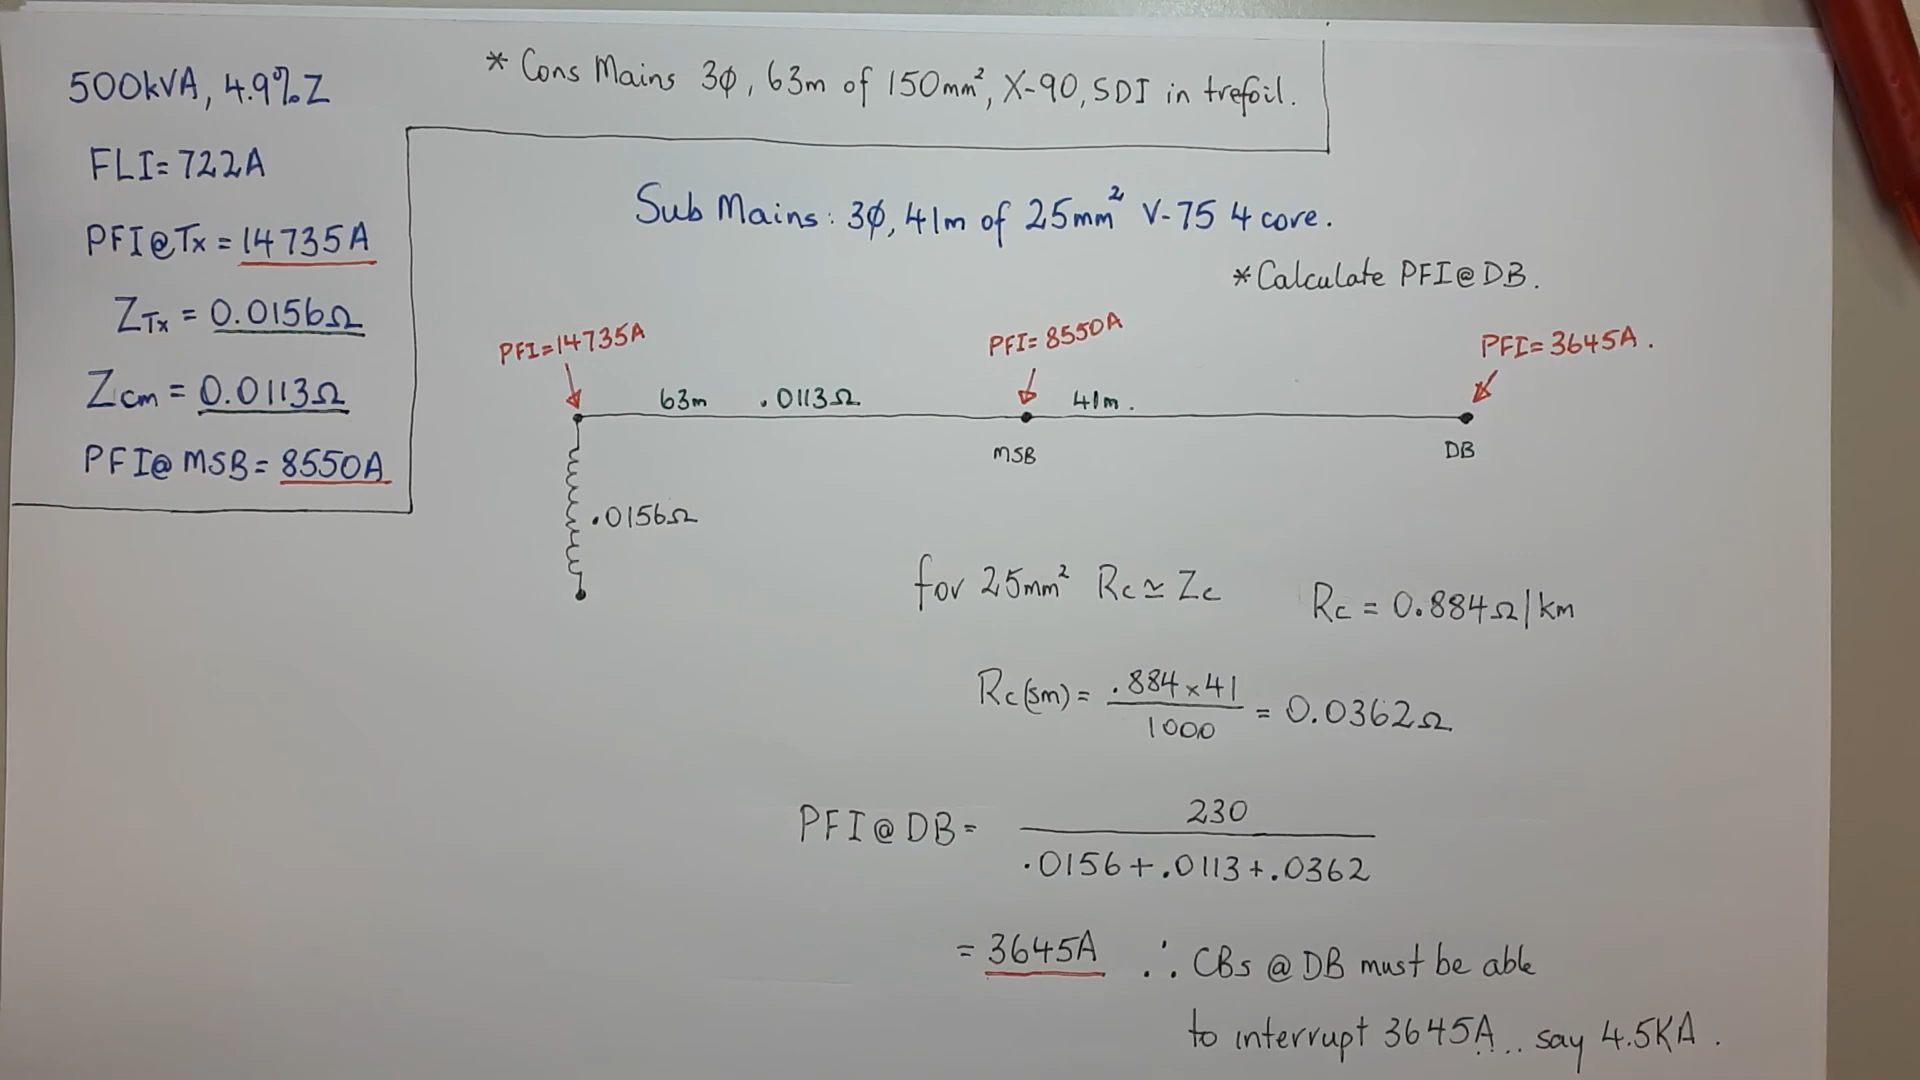 500kVA, 4.9%Z
FLI=722A
PFI@Tx = 14735A
ZTx = 0.0156Ω
Zcm = 0.0113Ω
PFI@ MSB = 8550A
* Cons Mains 3φ, 63m of 150mm², X-90, SDI in trefoil.
Sub Mains: 3φ, 41m of 25mm² V-75 4 core.
*Calculate PFI@ DB.
PFI=14735A
PFI= 8550A
PFI= 3645A.
63m .0113Ω
41m.
MSB
DB
.0156Ω
for 25mm² Rc ≃ Zc Rc = 0.884Ω/km
Rc(sm) = .884 x 41 / 1000 = 0.0362Ω
PFI@DB = 230 / .0156 + .0113 + .0362
= 3645A ∴ CBs @ DB must be able
to interrupt 3645A... say 4.5KA.